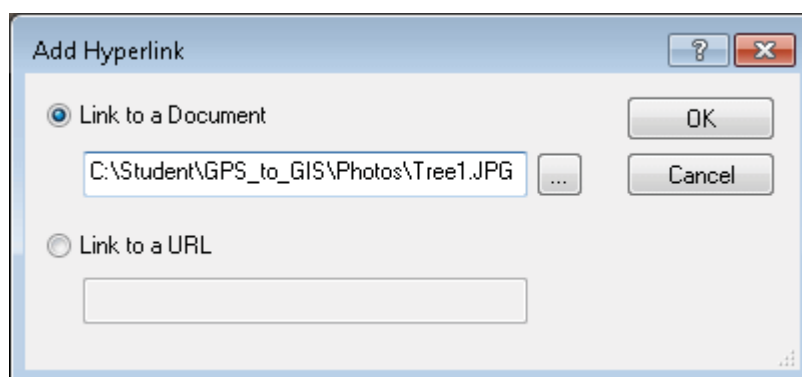 Add Hyperlink
Link to a Document
OK
C:\Student\GPS_to_GIS\Photos\Tree1.JPG
...
Cancel
Link to a URL